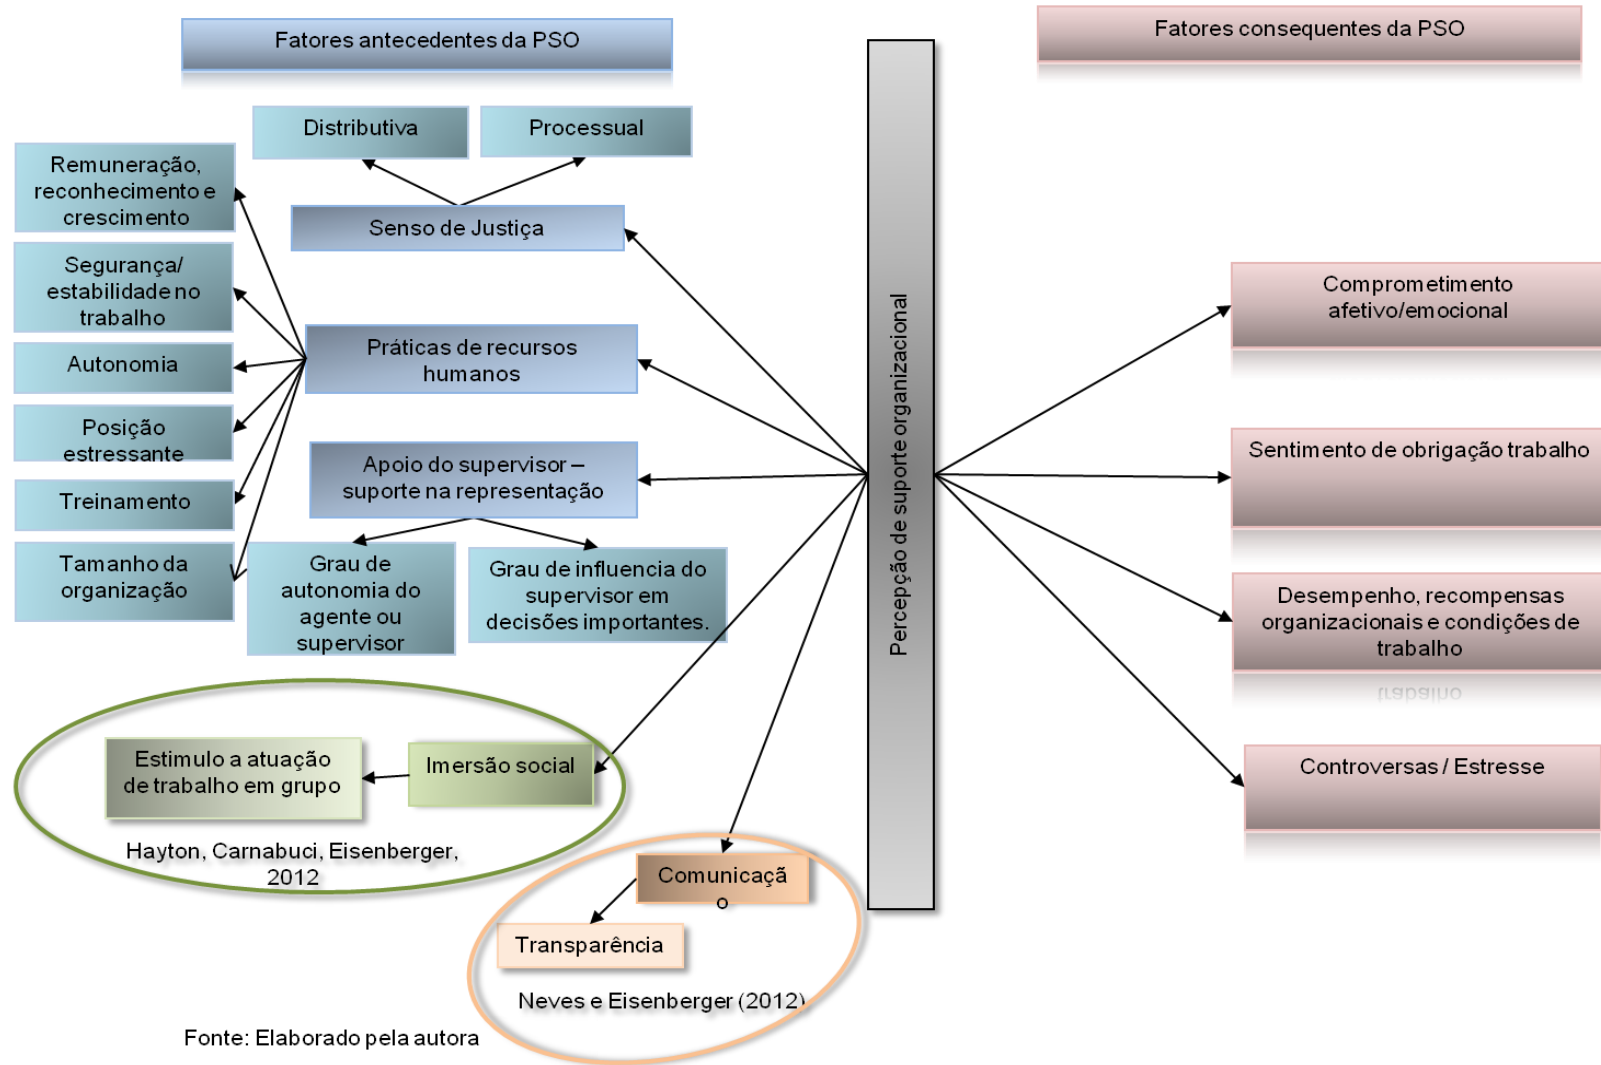 Fatores antecedentes da PSO
Fatores consequentes da PSO
Distributiva
Processual
Remuneração,
reconhecimento e
crescimento
Senso de Justiça
Segurança/
estabilidade no
trabalho
Práticas de recursos
humanos
Autonomia
Posição
estressante
Apoio do supervisor –
suporte na representação
Treinamento
Tamanho da
organização
Grau de
autonomia do
agente ou
supervisor
Grau de influencia do
supervisor em
decisões importantes.
Estimulo a atuação
de trabalho em grupo
Imersão social
Hayton, Carnabuci, Eisenberger,
2012
Comunicaçã
o
Transparência
Neves e Eisenberger (2012)
Percepção de suporte organizacional
Comprometimento
afetivo/emocional
Sentimento de obrigação trabalho
Desempenho, recompensas
organizacionais e condições de
trabalho
Controversas / Estresse
Fonte: Elaborado pela autora